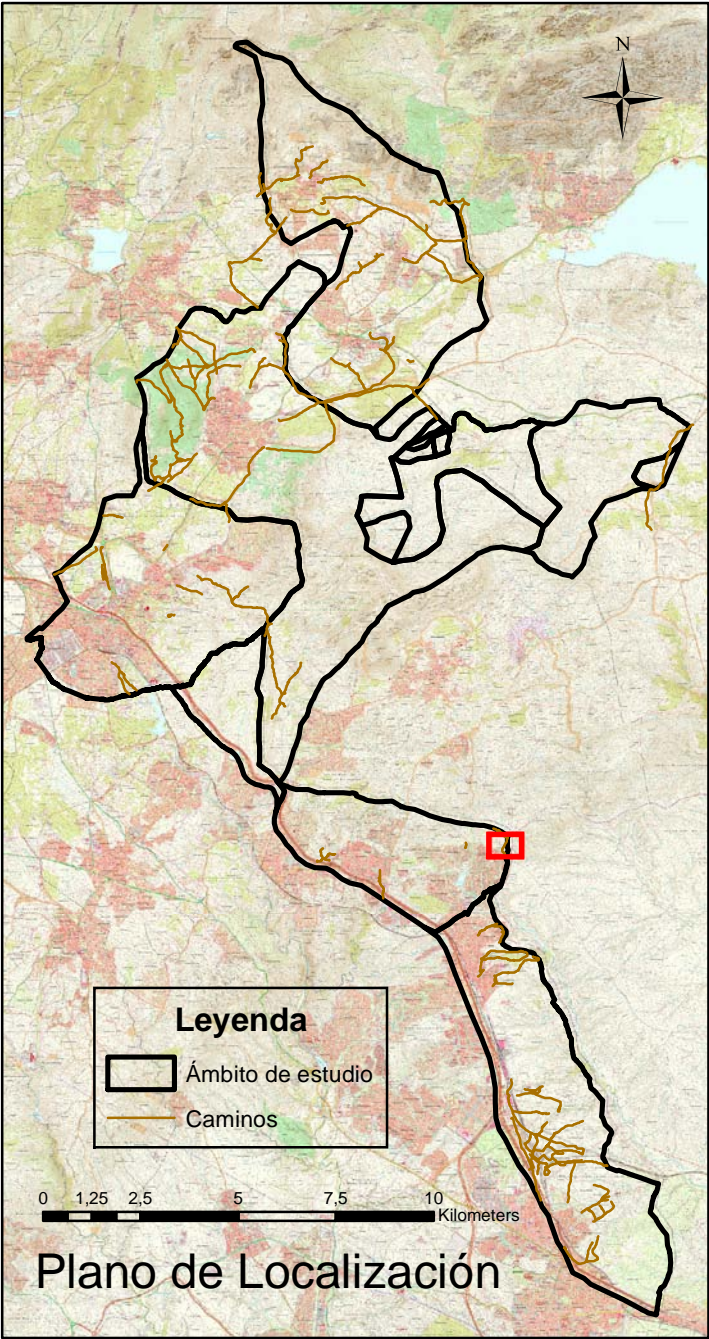 N
Leyenda
Ámbito de estudio
Caminos
0 1,25 2,5 5 7,5 10
Kilometers
Plano de Localización